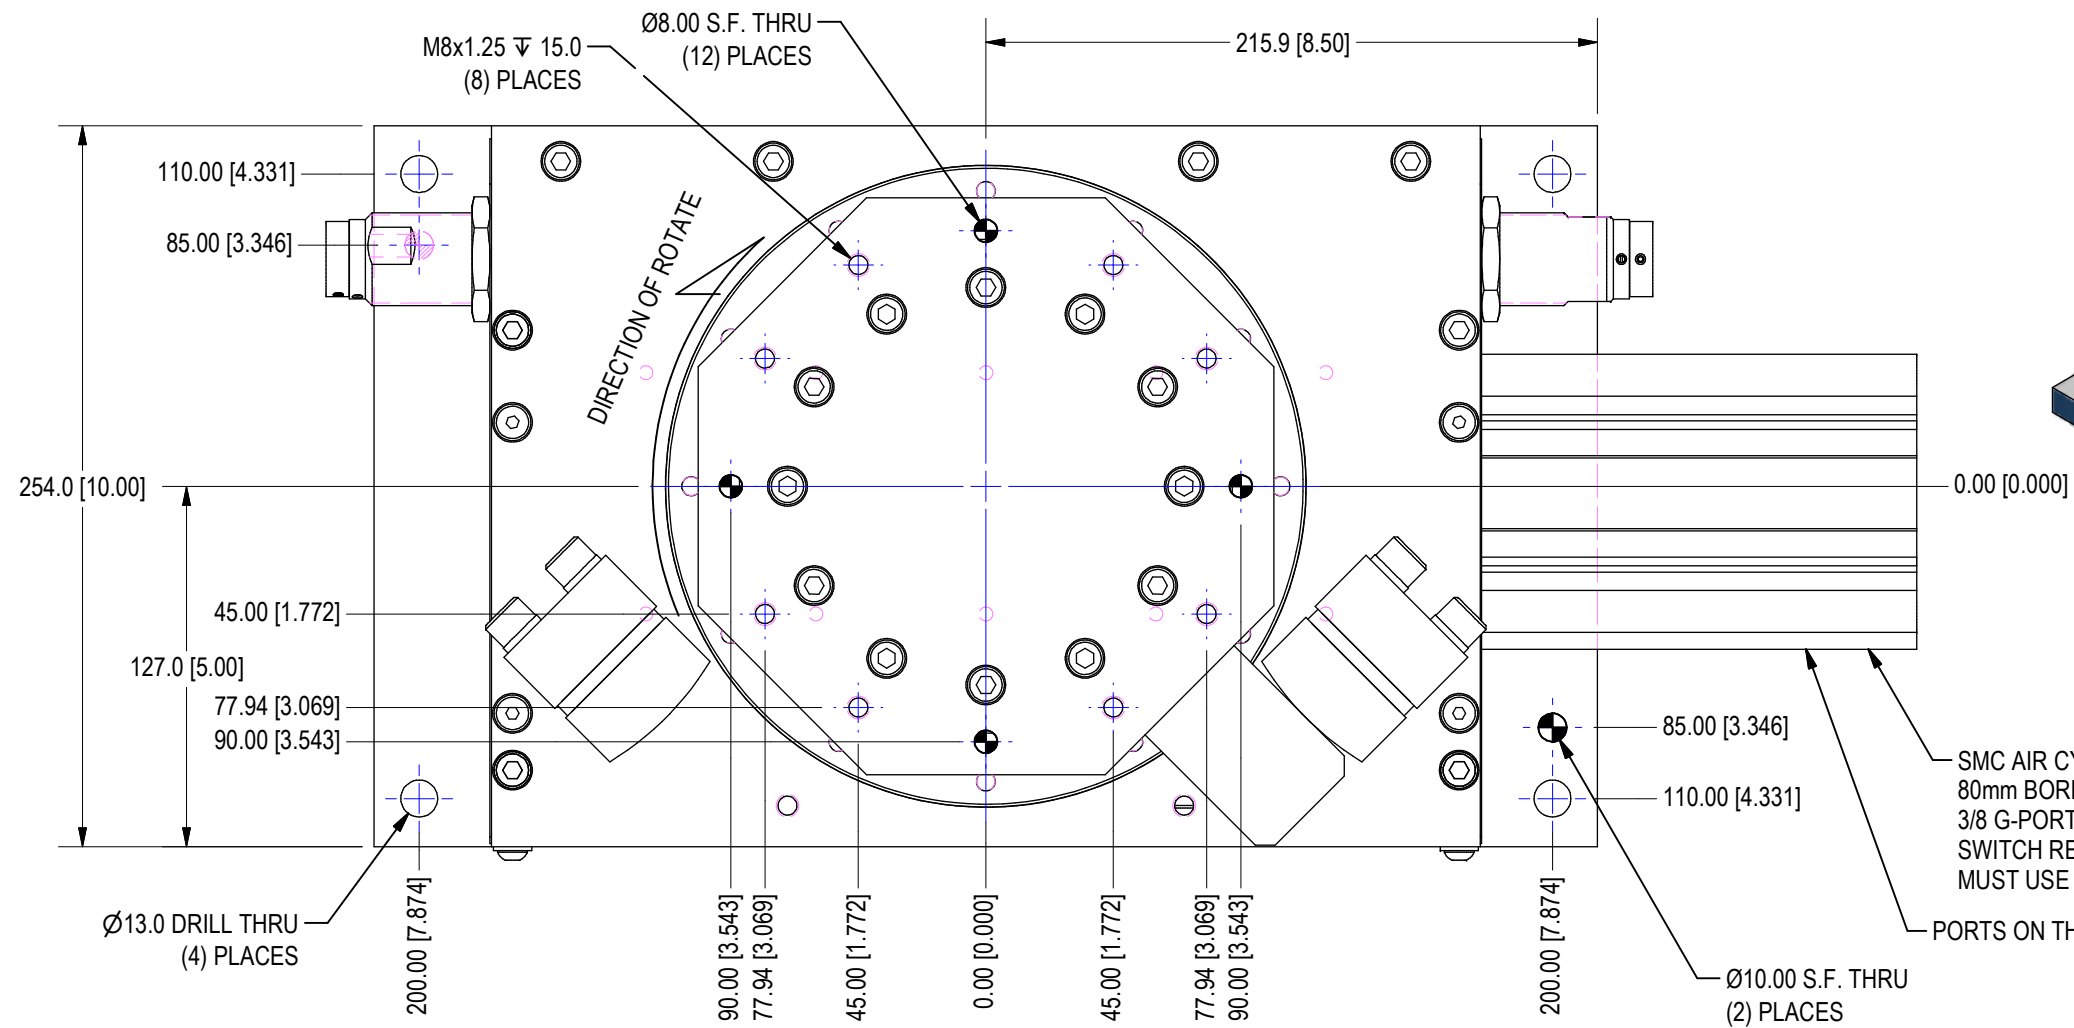 Ø8.00 S.F. THRU
(12) PLACES
M8x1.25 ↧ 15.0
(8) PLACES
215.9 [8.50]
110.00 [4.331]
85.00 [3.346]
DIRECTION OF ROTATE
254.0 [10.00]
0.00 [0.000]
45.00 [1.772]
127.0 [5.00]
77.94 [3.069]
90.00 [3.543]
85.00 [3.346]
110.00 [4.331]
SMC AIR CY
80mm BOR
3/8 G-PORT
SWITCH RE
MUST USE
PORTS ON TH
Ø13.0 DRILL THRU
(4) PLACES
200.00 [7.874]
90.00 [3.543]
77.94 [3.069]
45.00 [1.772]
0.00 [0.000]
45.00 [1.772]
77.94 [3.069]
90.00 [3.543]
200.00 [7.874]
Ø10.00 S.F. THRU
(2) PLACES